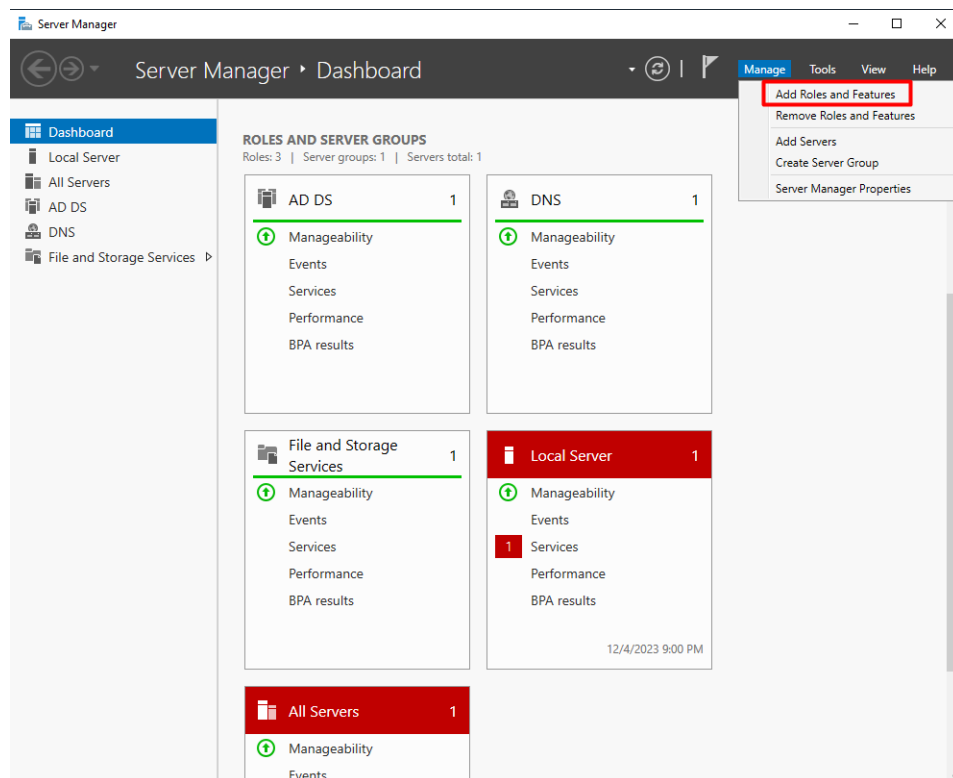 Server Manager
Server Manager • Dashboard
Manage Tools View Help
Add Roles and Features
Remove Roles and Features
Add Servers
Create Server Group
Server Manager Properties
Dashboard
Local Server
All Servers
AD DS
DNS
File and Storage Services
ROLES AND SERVER GROUPS
Roles: 3 | Server groups: 1 | Servers total: 1
AD DS 1
Manageability
Events
Services
Performance
BPA results
DNS 1
Manageability
Events
Services
Performance
BPA results
File and Storage
Services 1
Manageability
Events
Services
Performance
BPA results
Local Server 1
Manageability
Events
1 Services
Performance
BPA results
12/4/2023 9:00 PM
All Servers 1
Manageability
Events